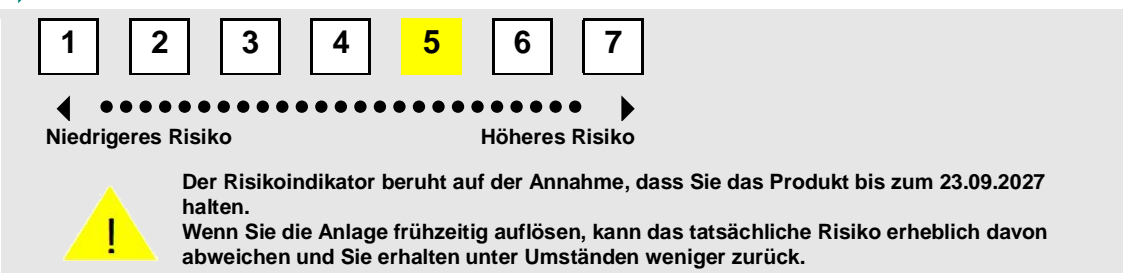 1 2 3 4 5 6 7
Niedrigeres Risiko Höheres Risiko
Der Risikoindikator beruht auf der Annahme, dass Sie das Produkt bis zum 23.09.2027
halten.
Wenn Sie die Anlage frühzeitig auflösen, kann das tatsächliche Risiko erheblich davon
abweichen und Sie erhalten unter Umständen weniger zurück.
!